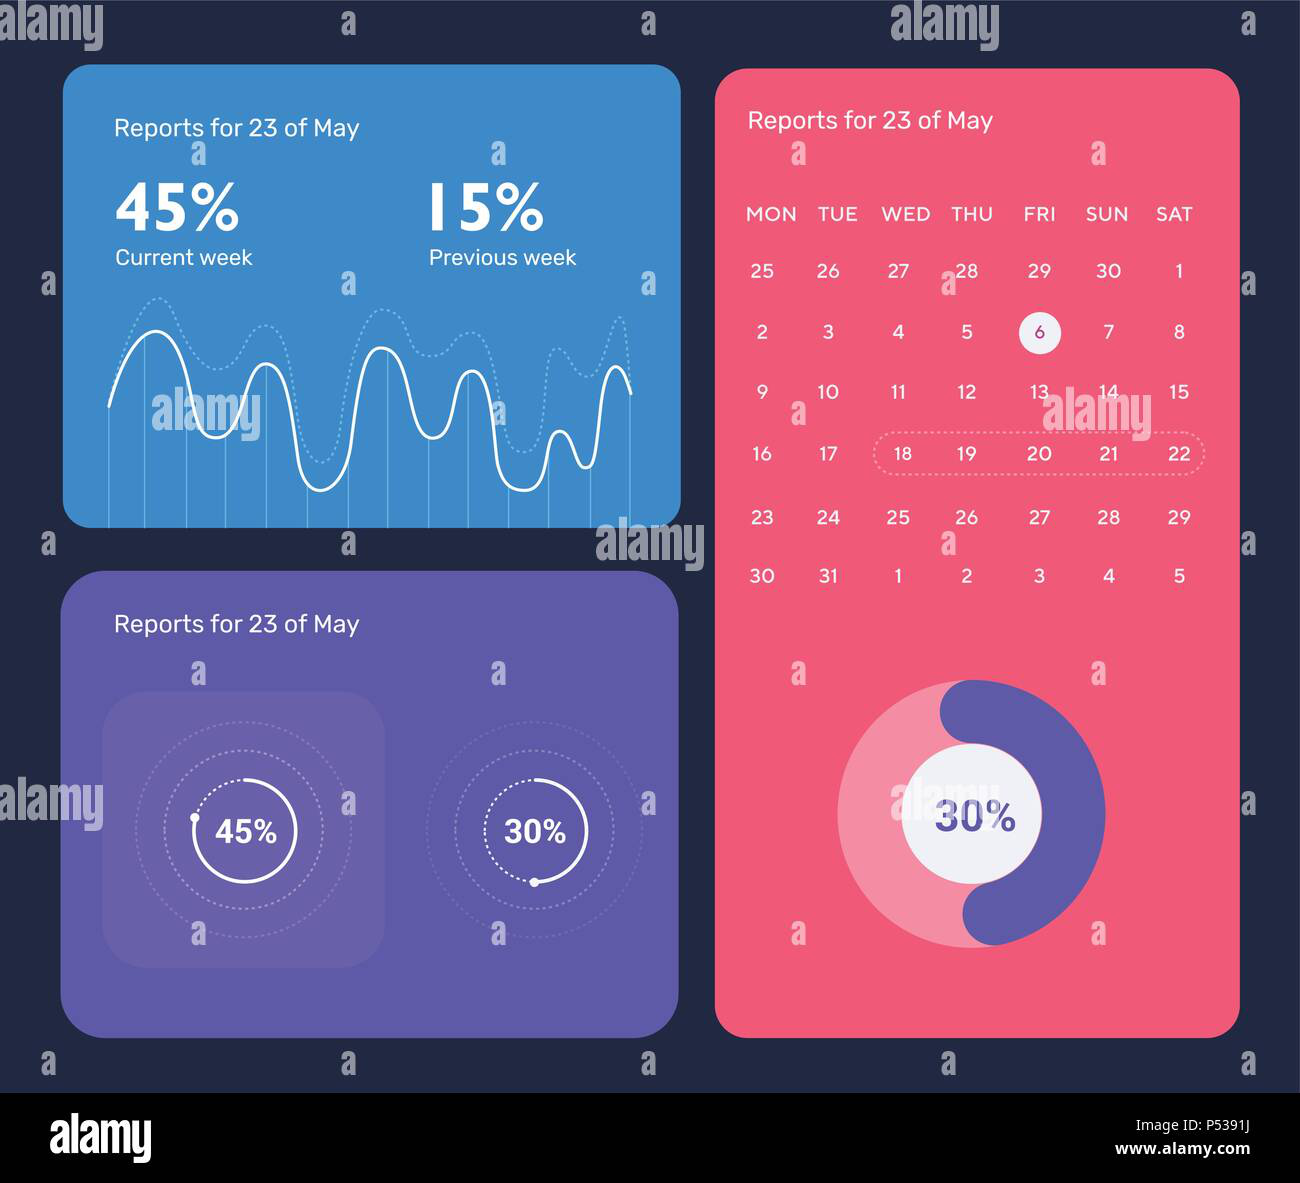 Reports for 23 of May
45% 15%
Current week Previous week
Reports for 23 of May
45% 30%
Reports for 23 of May
MON TUE WED THU FRI SUN SAT
25 26 27 28 29 30 1
2 3 4 5 6 7 8
9 10 11 12 13 14 15
16 17 18 19 20 21 22
23 24 25 26 27 28 29
30 31 1 2 3 4 5
30%
alamy
a
alamy stock photo
P5391J
www.alamy.com